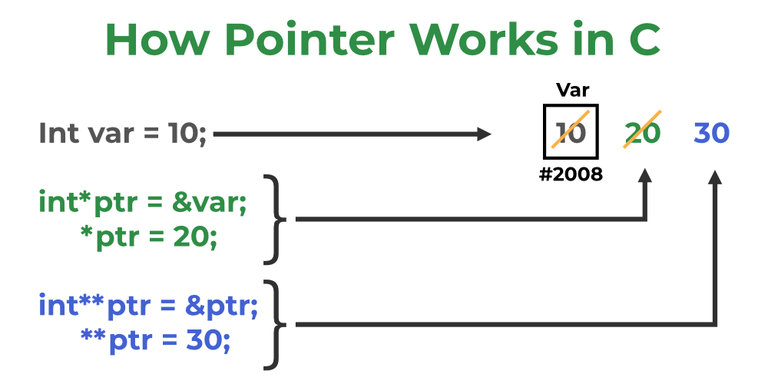 How Pointer Works in C
Var
Int var = 10;
10 20 30
#2008
int*ptr = &var;
*ptr = 20;
int**ptr = &ptr;
**ptr = 30;